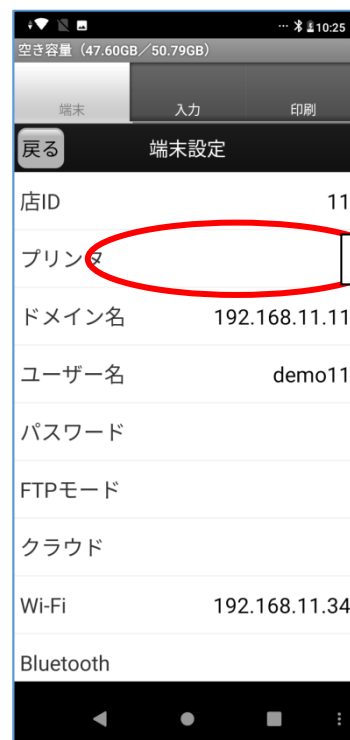 10:25
空き容量（47.60GB／50.79GB）
端末 入力 印刷
戻る 端末設定
店ID 11
プリンタ
ドメイン名 192.168.11.11
ユーザー名 demo11
パスワード
FTPモード
クラウド
Wi-Fi 192.168.11.34
Bluetooth